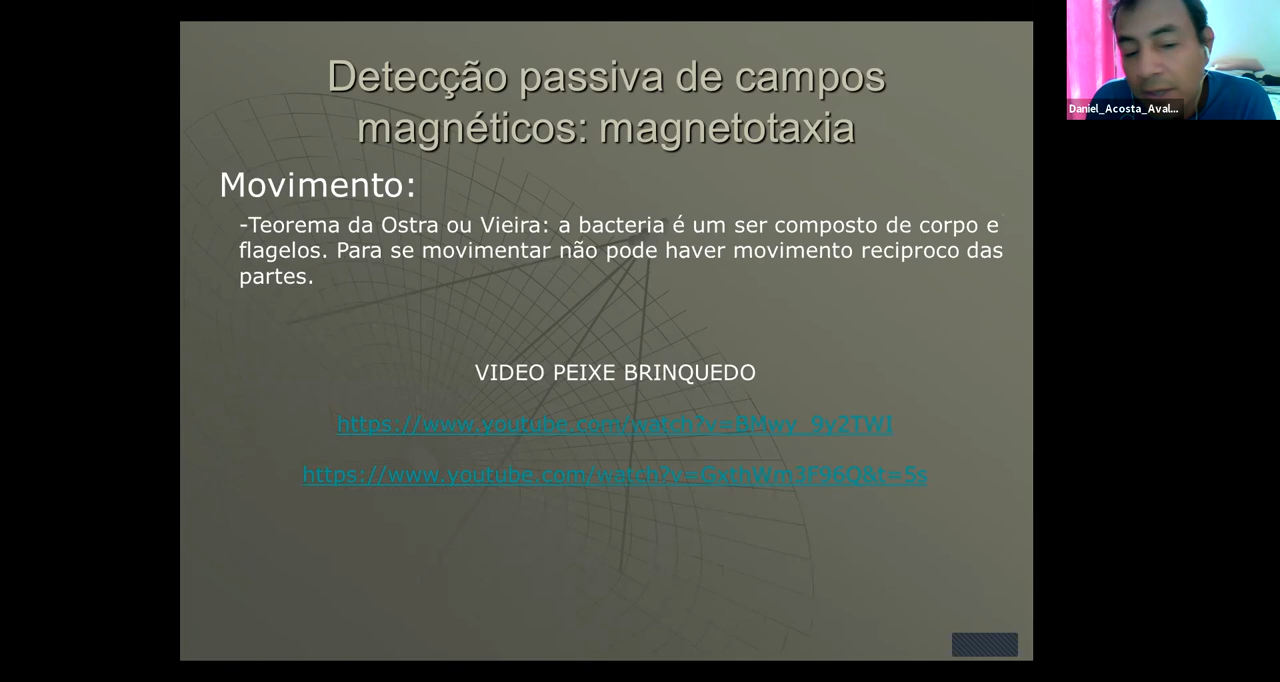 Detecção passiva de campos
magnéticos: magnetotaxia
Movimento:
-Teorema da Ostra ou Vieira: a bacteria é um ser composto de corpo e
flagelos. Para se movimentar não pode haver movimento reciproco das
partes.
VIDEO PEIXE BRINQUEDO
https://www.youtube.com/watch?v=BMwy_9y2TWI
https://www.youtube.com/watch?v=GxthWm3F96Q&t=5s
Daniel_Acosta_Aval...